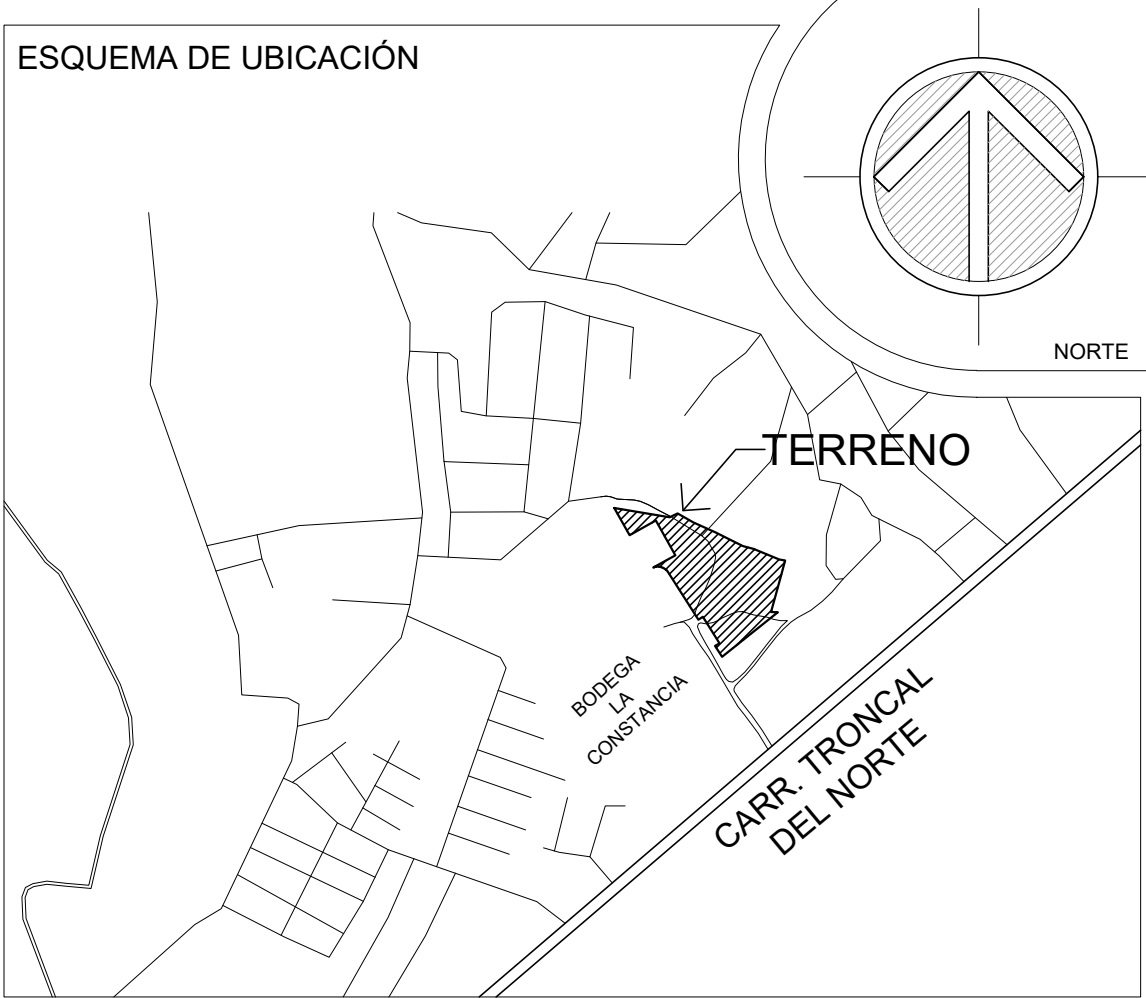 ESQUEMA DE UBICACIÓN
NORTE
TERRENO
BODEGA
LA
CONSTANCIA
CARR. TRONCAL
DEL NORTE